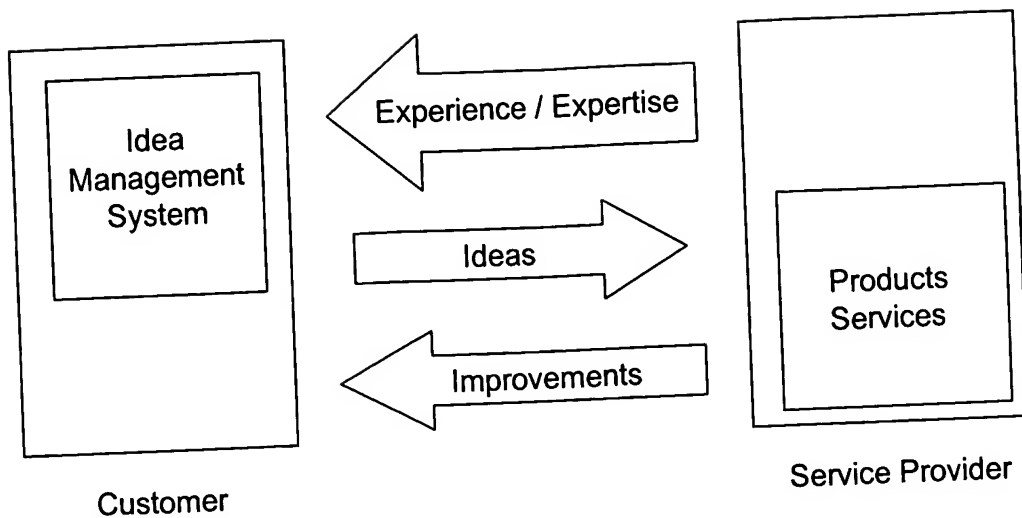 Idea
Management
System
Experience / Expertise
Ideas
Improvements
Products
Services
Customer
Service Provider